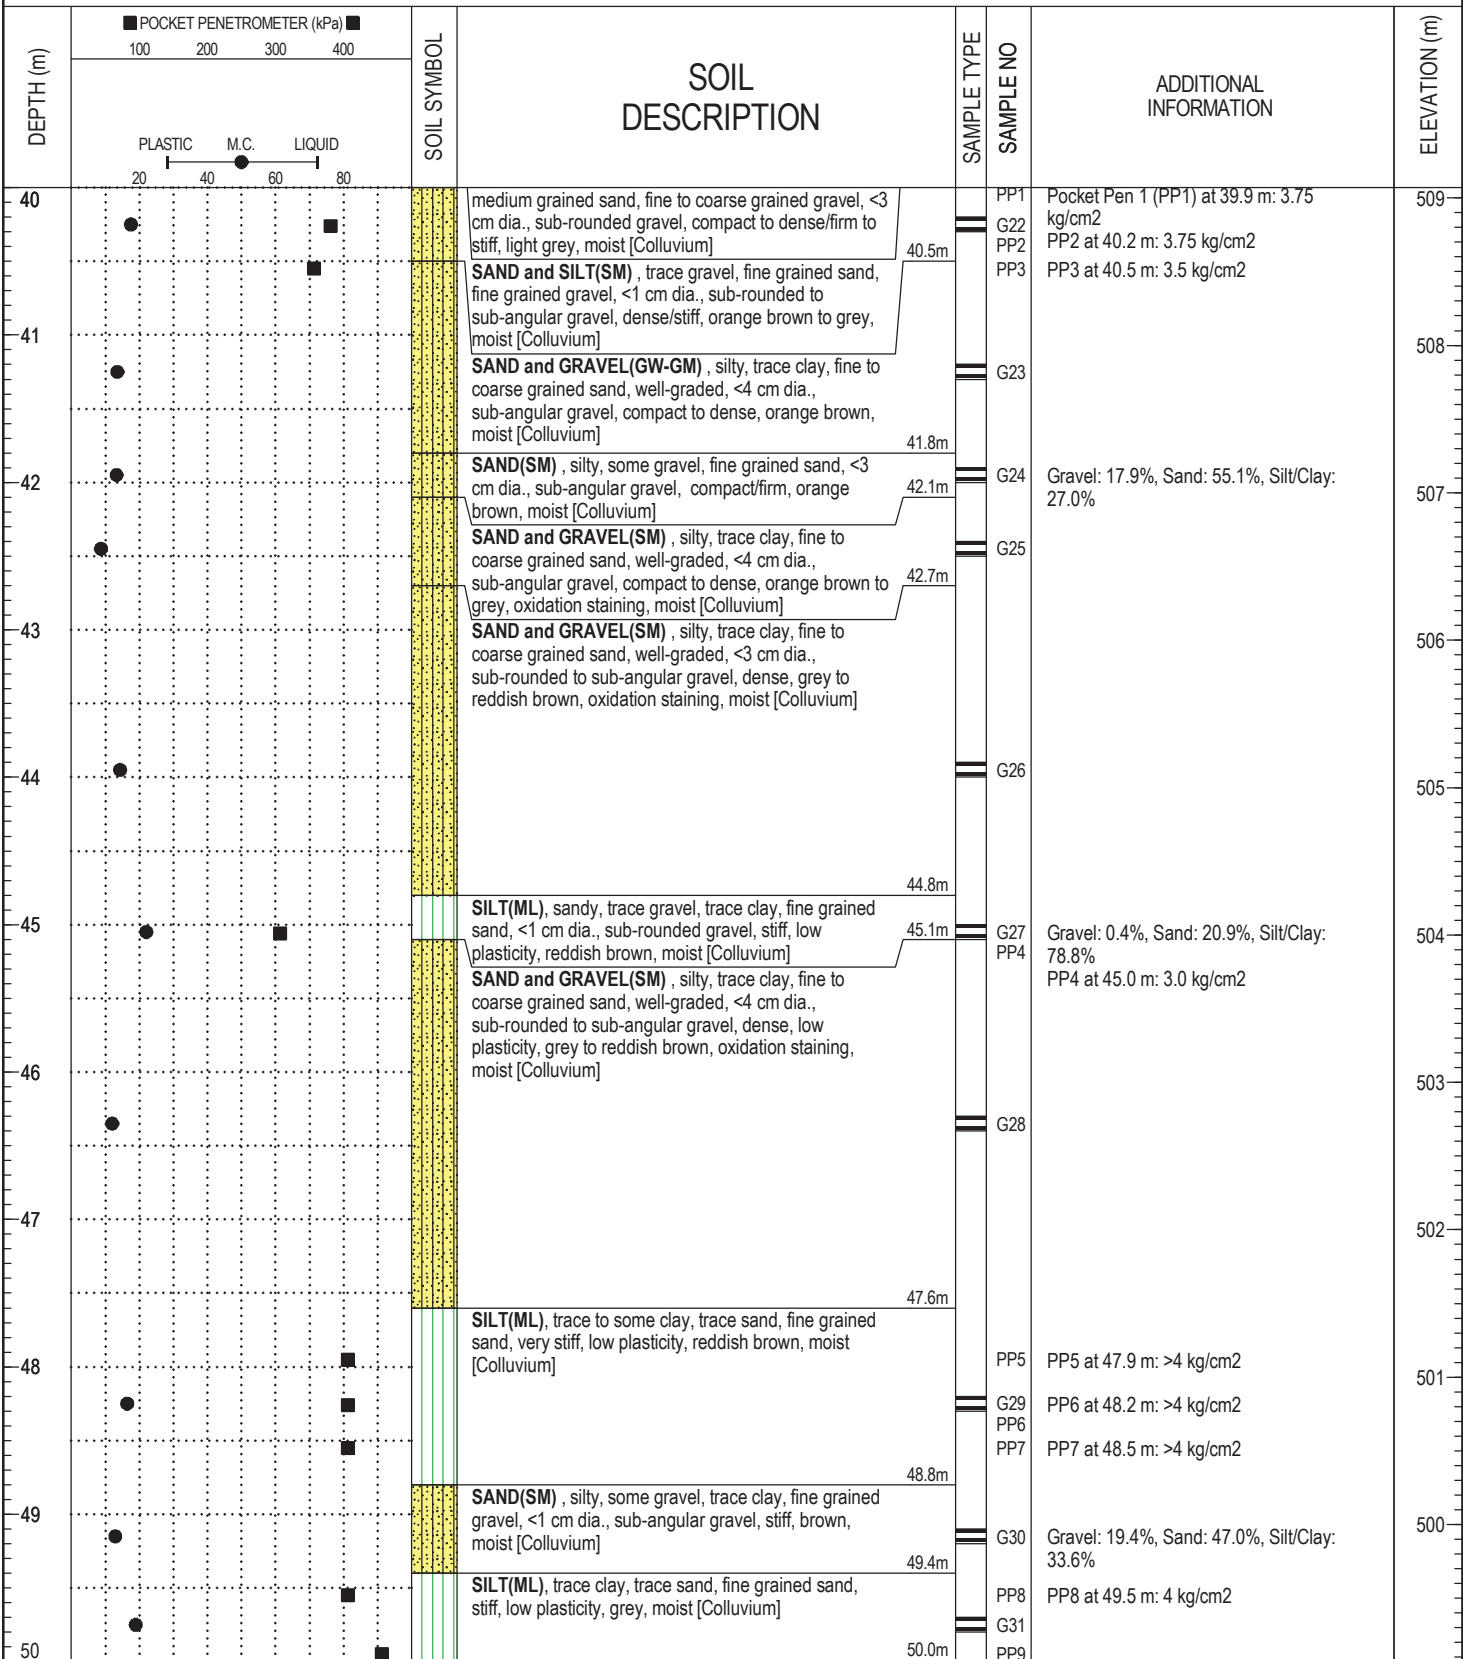 ■ POCKET PENETROMETER (kPa) ■
100 200 300 400
PLASTIC M.C. LIQUID
20 40 60 80
DEPTH (m)
SOIL SYMBOL
SOIL
DESCRIPTION
SAMPLE TYPE
SAMPLE NO
ADDITIONAL
INFORMATION
ELEVATION (m)
40
medium grained sand, fine to coarse grained gravel, <3
cm dia., sub-rounded gravel, compact to dense/firm to
stiff, light grey, moist [Colluvium]
40.5m
PP1 Pocket Pen 1 (PP1) at 39.9 m: 3.75
kg/cm2
G22
PP2 PP2 at 40.2 m: 3.75 kg/cm2
PP3 PP3 at 40.5 m: 3.5 kg/cm2
509
SAND and SILT(SM) , trace gravel, fine grained sand,
fine grained gravel, <1 cm dia., sub-rounded to
sub-angular gravel, dense/stiff, orange brown to grey,
moist [Colluvium]
41
508
SAND and GRAVEL(GW-GM) , silty, trace clay, fine to
coarse grained sand, well-graded, <4 cm dia.,
sub-angular gravel, compact to dense, orange brown,
moist [Colluvium]
41.8m
G23
SAND(SM) , silty, some gravel, fine grained sand, <3
cm dia., sub-angular gravel, compact/firm, orange
brown, moist [Colluvium]
42.1m
G24 Gravel: 17.9%, Sand: 55.1%, Silt/Clay:
27.0%
42
507
SAND and GRAVEL(SM) , silty, trace clay, fine to
coarse grained sand, well-graded, <4 cm dia.,
sub-angular gravel, compact to dense, orange brown to
grey, oxidation staining, moist [Colluvium]
42.7m
G25
43
506
SAND and GRAVEL(SM) , silty, trace clay, fine to
coarse grained sand, well-graded, <3 cm dia.,
sub-rounded to sub-angular gravel, dense, grey to
reddish brown, oxidation staining, moist [Colluvium]
44
G26
505
44.8m
SILT(ML), sandy, trace gravel, trace clay, fine grained
sand, <1 cm dia., sub-rounded gravel, stiff, low
plasticity, reddish brown, moist [Colluvium]
45.1m
45
G27 Gravel: 0.4%, Sand: 20.9%, Silt/Clay:
PP4 78.8%
PP4 at 45.0 m: 3.0 kg/cm2
504
SAND and GRAVEL(SM) , silty, trace clay, fine to
coarse grained sand, well-graded, <4 cm dia.,
sub-rounded to sub-angular gravel, dense, low
plasticity, grey to reddish brown, oxidation staining,
moist [Colluvium]
46
503
G28
47
502
47.6m
SILT(ML), trace to some clay, trace sand, fine grained
sand, very stiff, low plasticity, reddish brown, moist
[Colluvium]
48
PP5 PP5 at 47.9 m: >4 kg/cm2
501
G29 PP6 at 48.2 m: >4 kg/cm2
PP6
PP7 PP7 at 48.5 m: >4 kg/cm2
48.8m
SAND(SM) , silty, some gravel, trace clay, fine grained
gravel, <1 cm dia., sub-angular gravel, stiff, brown,
moist [Colluvium]
49.4m
49
500
G30 Gravel: 19.4%, Sand: 47.0%, Silt/Clay:
33.6%
SILT(ML), trace clay, trace sand, fine grained sand,
stiff, low plasticity, grey, moist [Colluvium]
PP8 PP8 at 49.5 m: 4 kg/cm2
G31
50
50.0m
PP9